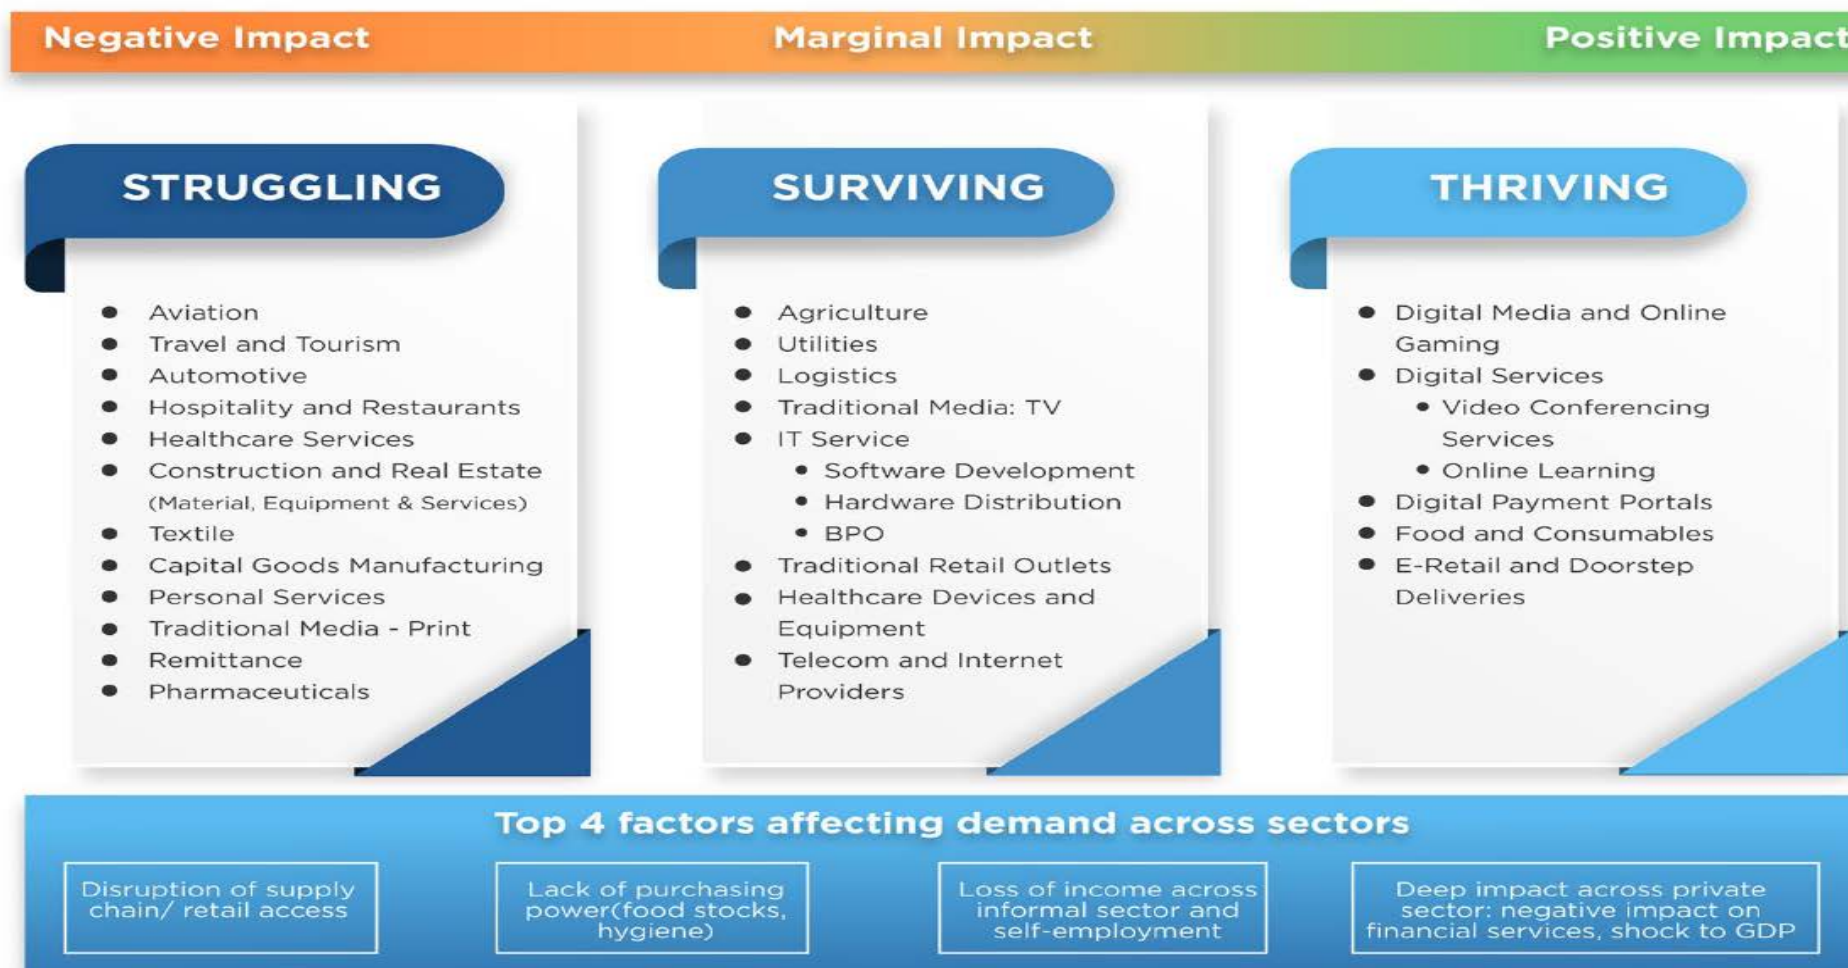 Negative Impact
Marginal Impact
Positive Impact
STRUGGLING
Aviation
Travel and Tourism
Automotive
Hospitality and Restaurants
Healthcare Services
Construction and Real Estate
(Material, Equipment & Services)
Textile
Capital Goods Manufacturing
Personal Services
Traditional Media - Print
Remittance
Pharmaceuticals
SURVIVING
Agriculture
Utilities
Logistics
Traditional Media: TV
IT Service
Software Development
Hardware Distribution
BPO
Traditional Retail Outlets
Healthcare Devices and
Equipment
Telecom and Internet
Providers
THRIVING
Digital Media and Online
Gaming
Digital Services
Video Conferencing
Services
Online Learning
Digital Payment Portals
Food and Consumables
E-Retail and Doorstep
Deliveries
Top 4 factors affecting demand across sectors
Disruption of supply
chain/ retail access
Lack of purchasing
power(food stocks,
hygiene)
Loss of income across
informal sector and
self-employment
Deep impact across private
sector: negative impact on
financial services, shock to GDP